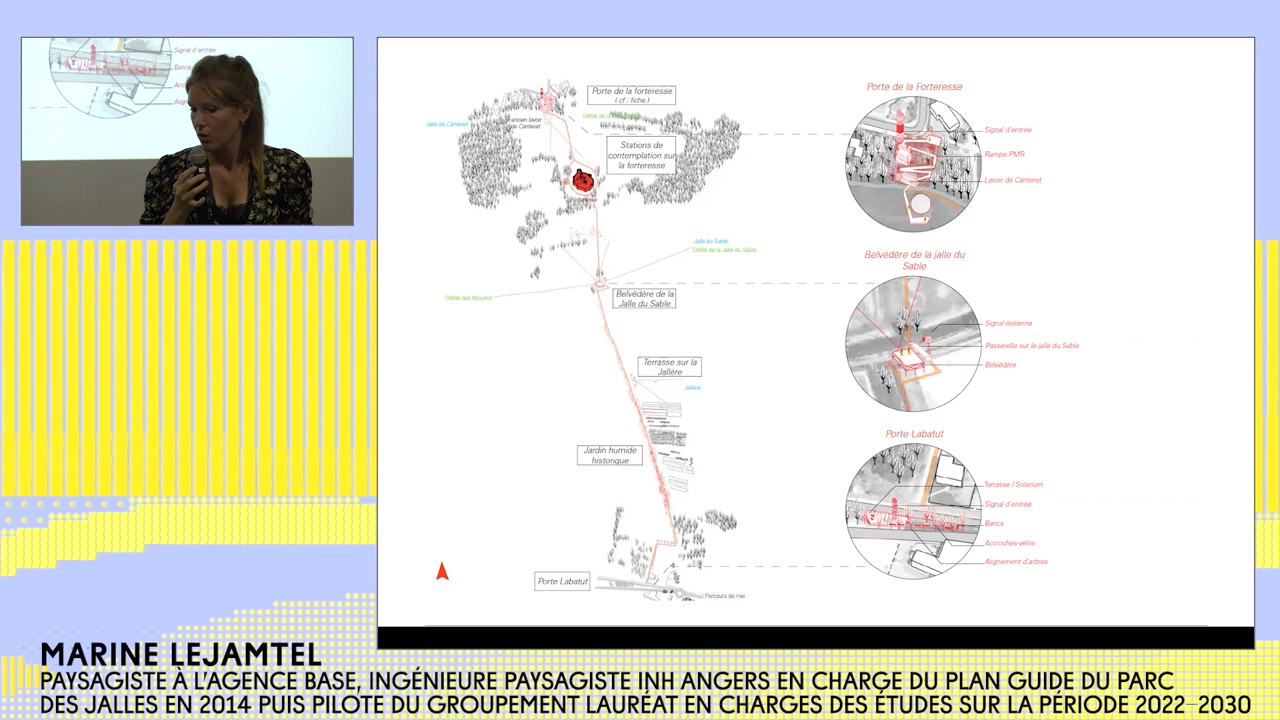 Signal d'entrée
Bancs
Porte de la forteresse
( cf : fiche )
ancien lavoir
de Canteret
Jalle de Canteret
Stations de
contemplation sur
la forteresse
Jalle du Sable
Défilé de la Jalle du Sable
Défilé des Moulins
Belvédère de la
Jalle du Sable
Terrasse sur la
Jallère
Jallère
Jardin humide
historique
Porte Labatut
Parcours de rive
Porte de la Forteresse
Signal d'entrée
Rampe PMR
Lavoir de Canteret
Belvédère de la jalle du
Sable
Signal éolienne
Passerelle sur le jalle du Sable
Belvédère
Porte Labatut
Terrasse / Solarium
Signal d'entrée
Bancs
Accroches-vélos
Alignement d'arbres
MARINE LEJAMTEL
PAYSAGISTE À L'AGENCE BASE, INGÉNIEURE PAYSAGISTE INH ANGERS EN CHARGE DU PLAN GUIDE DU PARC
DES JALLES EN 2014 PUIS PILOTE DU GROUPEMENT LAURÉAT EN CHARGES DES ÉTUDES SUR LA PÉRIODE 2022-2030